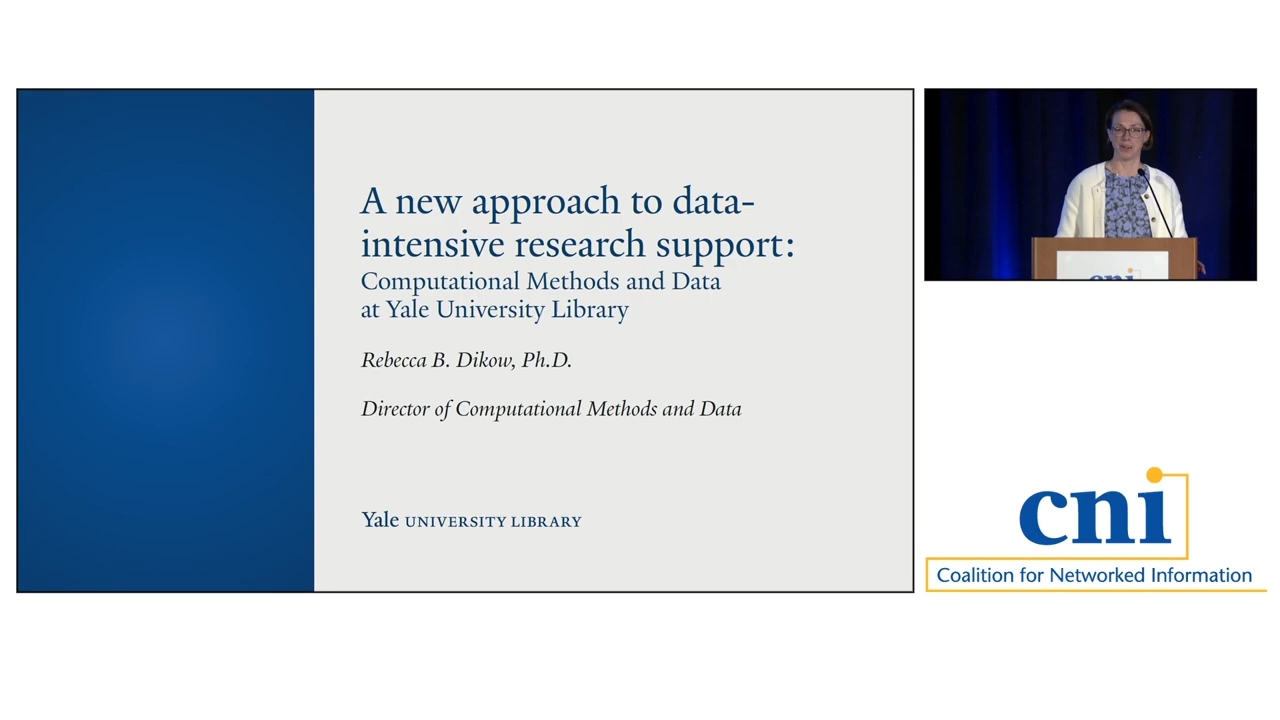 A new approach to data-
intensive research support:
Computational Methods and Data
at Yale University Library
Rebecca B. Dikow, Ph.D.
Director of Computational Methods and Data
Yale UNIVERSITY LIBRARY
cni
cni
Coalition for Networked Information